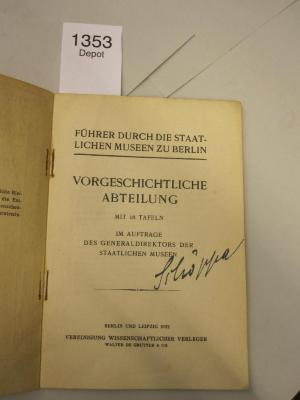 1353
Depot
FÜHRER DURCH DIE STAAT-
LICHEN MUSEEN ZU BERLIN
VORGESCHICHTLICHE
ABTEILUNG
MIT 18 TAFELN
IM AUFTRAGE
DES GENERALDIREKTORS DER
STAATLICHEN MUSEEN
Schoppa
BERLIN UND LEIPZIG 1922
VEREINIGUNG WISSENSCHAFTLICHER VERLEGER
WALTER DE GRUYTER & CO.